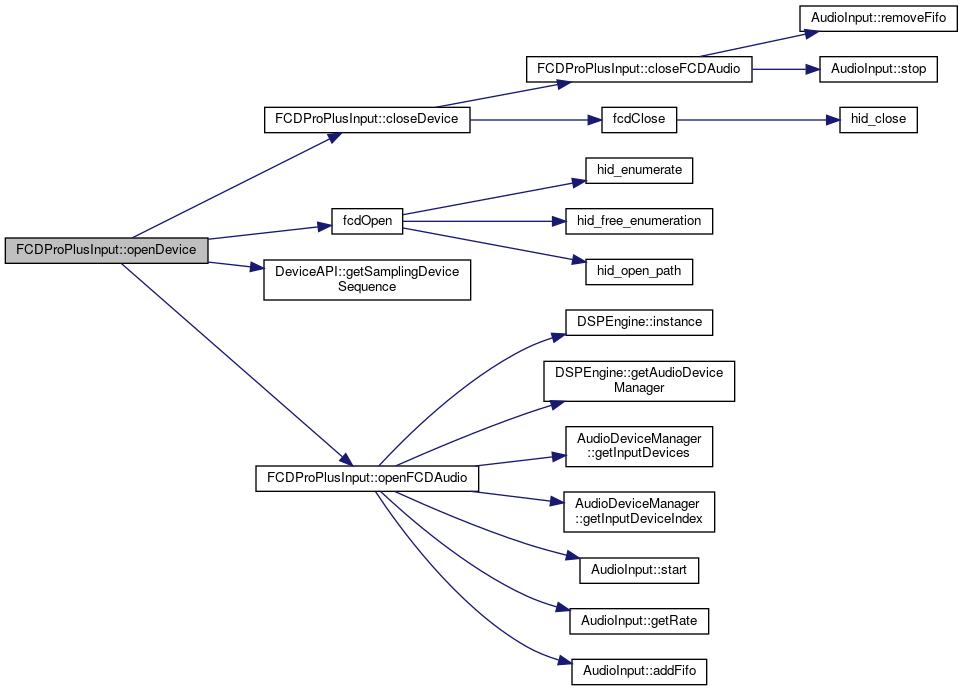 AudioInput::removeFifo
FCDProPlusInput::closeFCDAudio
AudioInput::stop
FCDProPlusInput::closeDevice
fcdClose
hid_close
hid_enumerate
fcdOpen
hid_free_enumeration
FCDProPlusInput::openDevice
DeviceAPI::getSamplingDevice
Sequence
hid_open_path
DSPEngine::instance
DSPEngine::getAudioDevice
Manager
AudioDeviceManager
::getInputDevices
FCDProPlusInput::openFCDAudio
AudioDeviceManager
::getInputDeviceIndex
AudioInput::start
AudioInput::getRate
AudioInput::addFifo